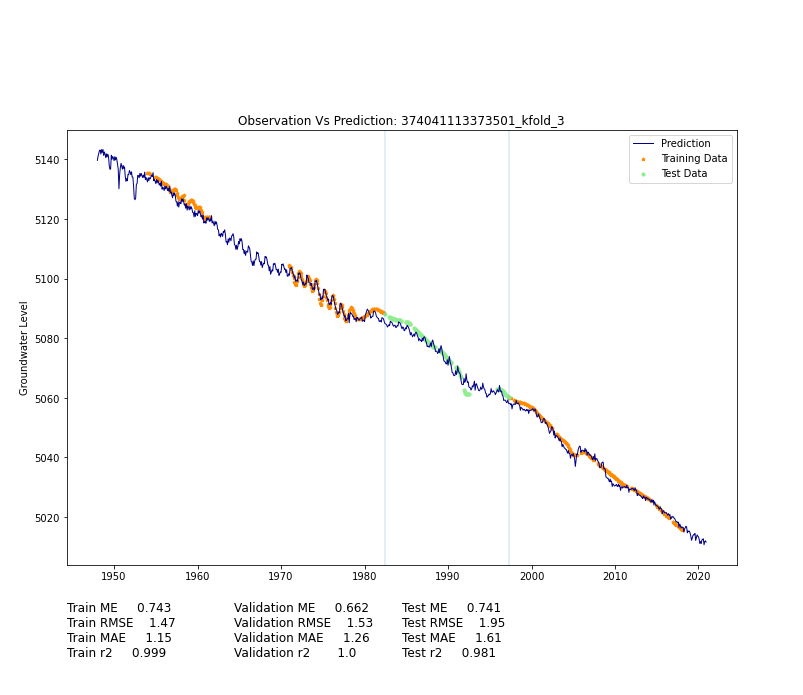 Observation Vs Prediction: 374041113373501_kfold_3
Prediction
Training Data
Test Data
Groundwater Level
5140
5120
5100
5080
5060
5040
5020
1950 1960 1970 1980 1990 2000 2010 2020
Train ME 0.743 Validation ME 0.662 Test ME 0.741
Train RMSE 1.47 Validation RMSE 1.53 Test RMSE 1.95
Train MAE 1.15 Validation MAE 1.26 Test MAE 1.61
Train r2 0.999 Validation r2 1.0 Test r2 0.981